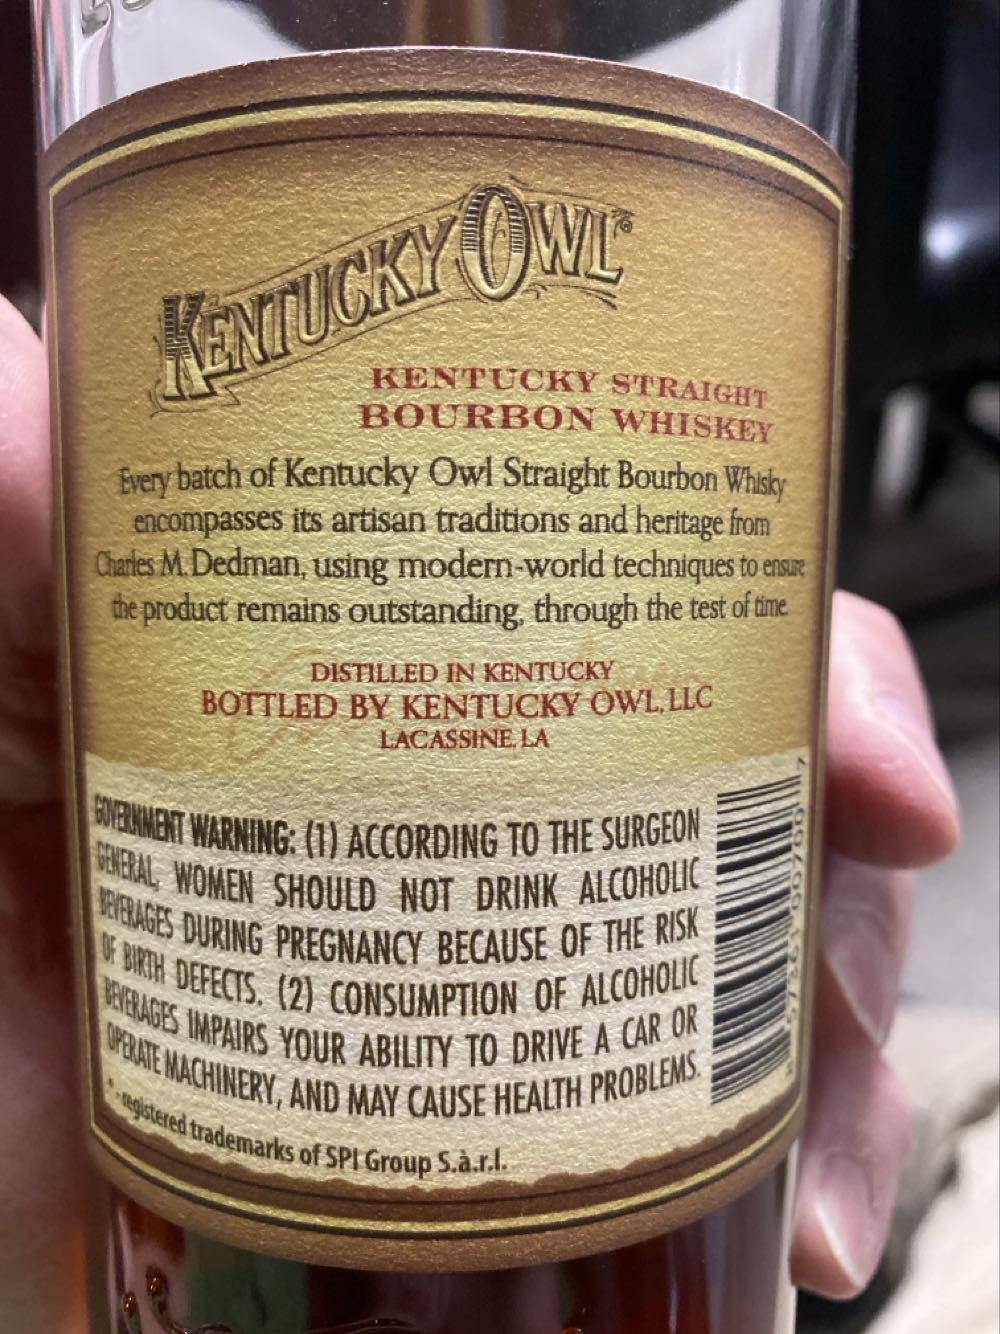 KENTUCKY OWL®
KENTUCKY STRAIGHT
BOURBON WHISKEY
Every batch of Kentucky Owl Straight Bourbon Whisky
encompasses its artisan traditions and heritage from
Charles M. Dedman, using modern-world techniques to ensure
the product remains outstanding, through the test of time.
DISTILLED IN KENTUCKY
BOTTLED BY KENTUCKY OWL, LLC
LACASSINE, LA
GOVERNMENT WARNING: (1) ACCORDING TO THE SURGEON
GENERAL, WOMEN SHOULD NOT DRINK ALCOHOLIC
BEVERAGES DURING PREGNANCY BECAUSE OF THE RISK
OF BIRTH DEFECTS. (2) CONSUMPTION OF ALCOHOLIC
BEVERAGES IMPAIRS YOUR ABILITY TO DRIVE A CAR OR
OPERATE MACHINERY, AND MAY CAUSE HEALTH PROBLEMS.
registered trademarks of SPI Group S.à.r.l.